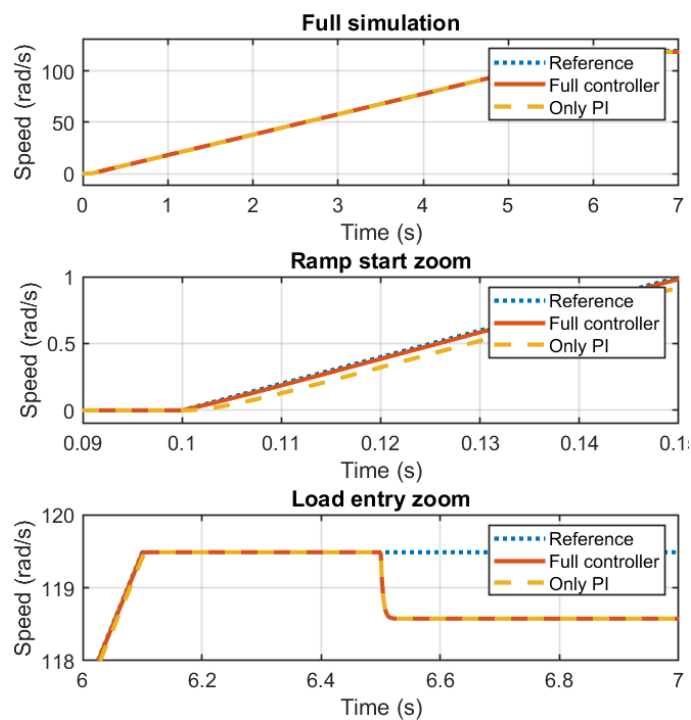 Full simulation
Speed (rad/s)
100
50
0
Reference
Full controller
Only PI
0 1 2 3 4 5 6 7
Time (s)
Ramp start zoom
Speed (rad/s)
1
0.5
0
Reference
Full controller
Only PI
0.09 0.1 0.11 0.12 0.13 0.14 0.15
Time (s)
Load entry zoom
Speed (rad/s)
120
119
118
Reference
Full controller
Only PI
6 6.2 6.4 6.6 6.8 7
Time (s)